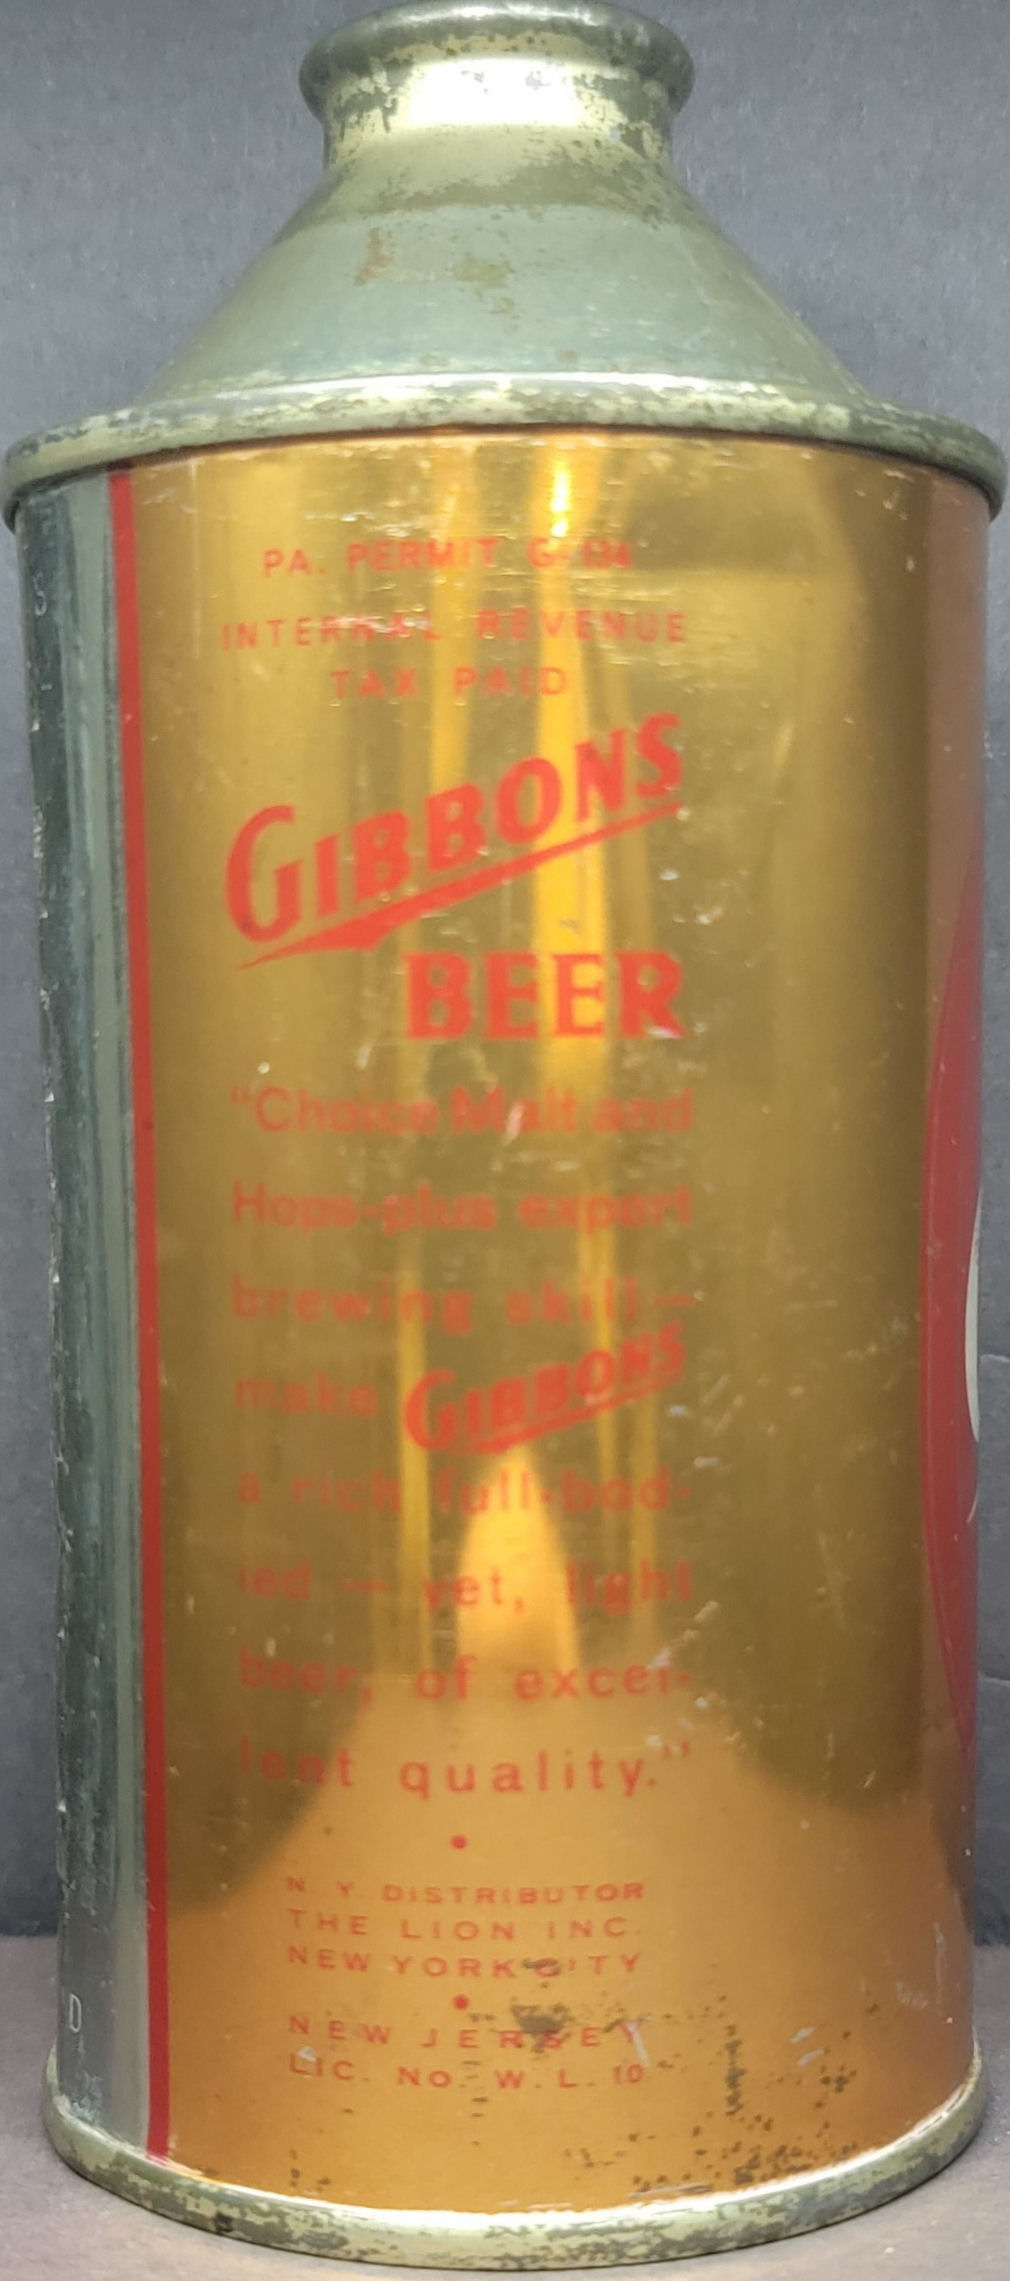 PA. PERMIT G-134
INTERNAL REVENUE
TAX PAID
GIBBONS
BEER
"Choice Malt and
Hops-plus expert
brewing skill—
make GIBBONS
a rich full-bod-
ied — yet, light
beer, of excel-
lent quality."
N. Y. DISTRIBUTOR
THE LION INC.
NEW YORK CITY
NEW JERSEY
LIC. NO. W. L. 10
D